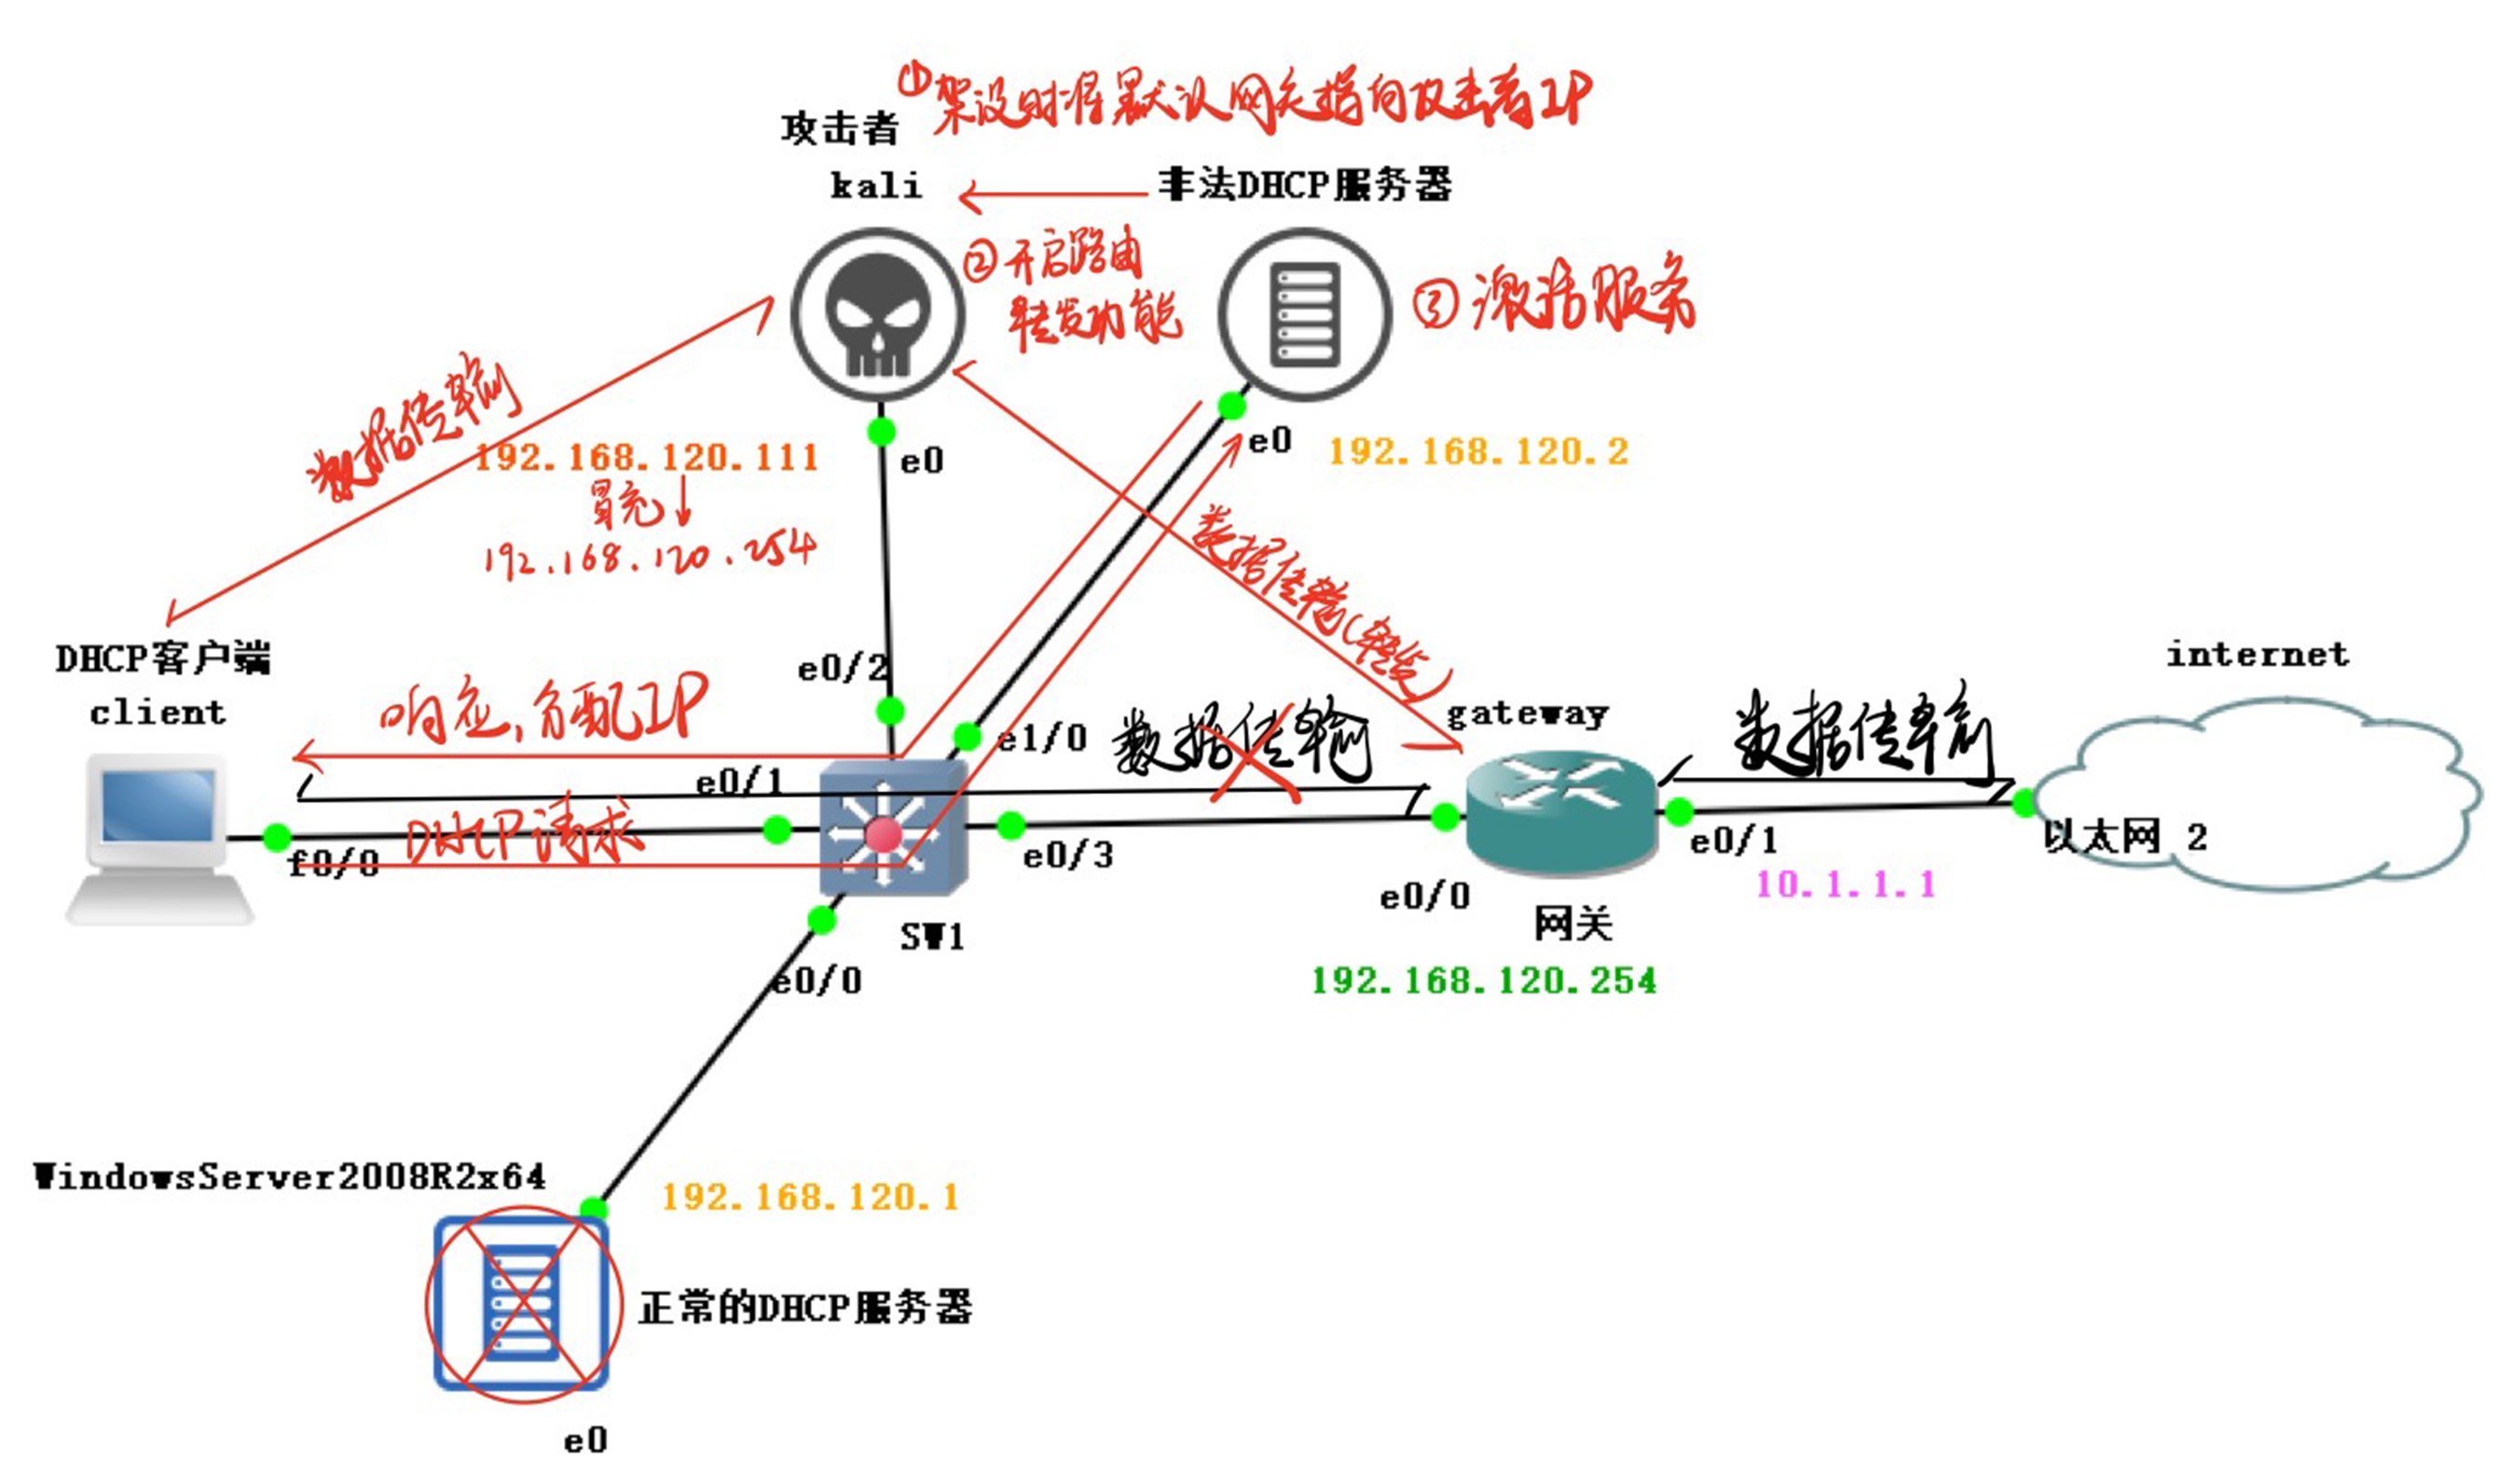 ①架设时将默认网关指向攻击者IP
攻击者
kali
非法DHCP服务器
②开启路由
转发功能
③激活服务
数据传输
192.168.120.111
冒充
192.168.120.254
e0
e0
192.168.120.2
数据传输(转发)
DHCP客户端
client
响应,分配IP
e0/2
e1/0
数据传输
gateway
数据传输
internet
e0/1
f0/0
DHCP请求
e0/3
SW1
e0/0
e0/0
网关
192.168.120.254
e0/1
10.1.1.1
以太网 2
WindowsServer2008R2x64
192.168.120.1
正常的DHCP服务器
e0